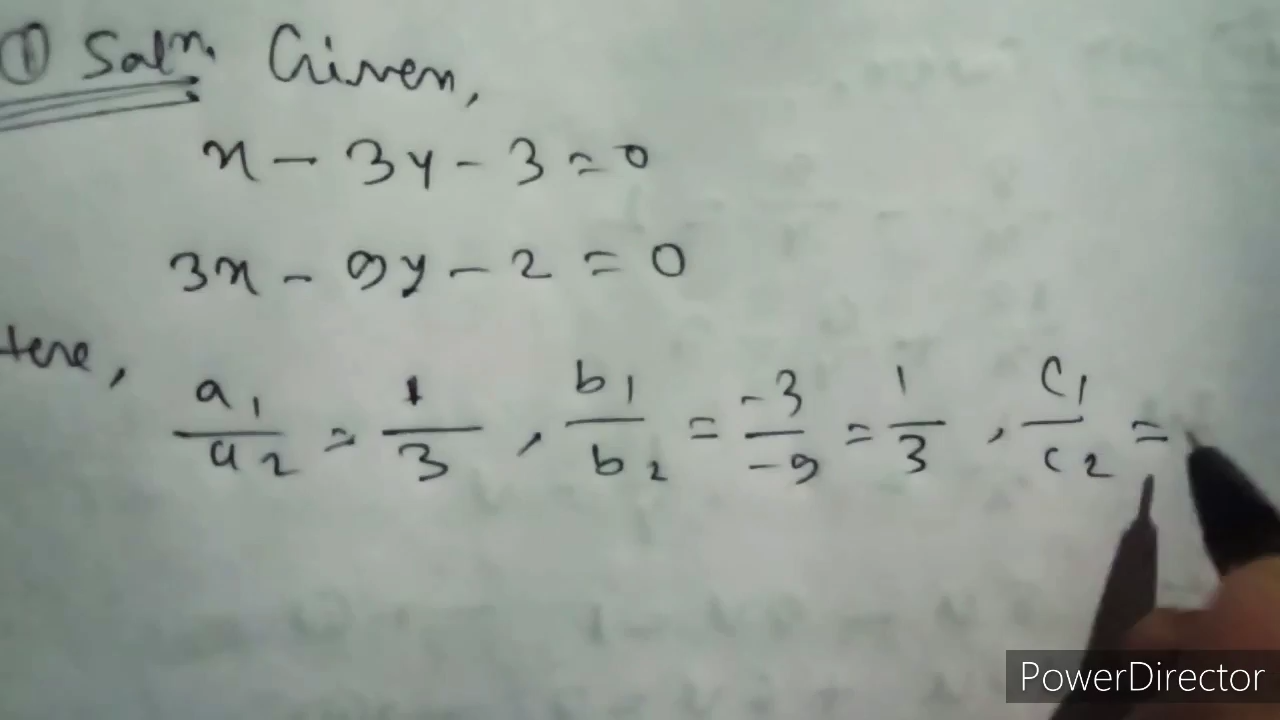 ① Soln. Given,
x - 3y - 3 = 0
3x - 9y - 2 = 0
Here, a₁/a₂ = 1/3, b₁/b₂ = -3/-9 = 1/3, c₁/c₂ =
PowerDirector